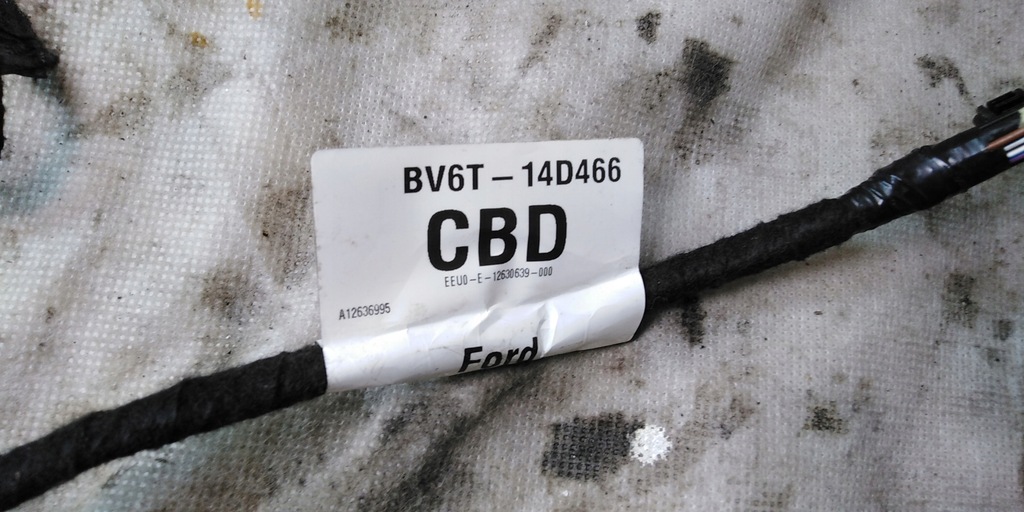 BV6T – 14D466
CBD
EEU0-E-12630639-000
A12636995
Ford